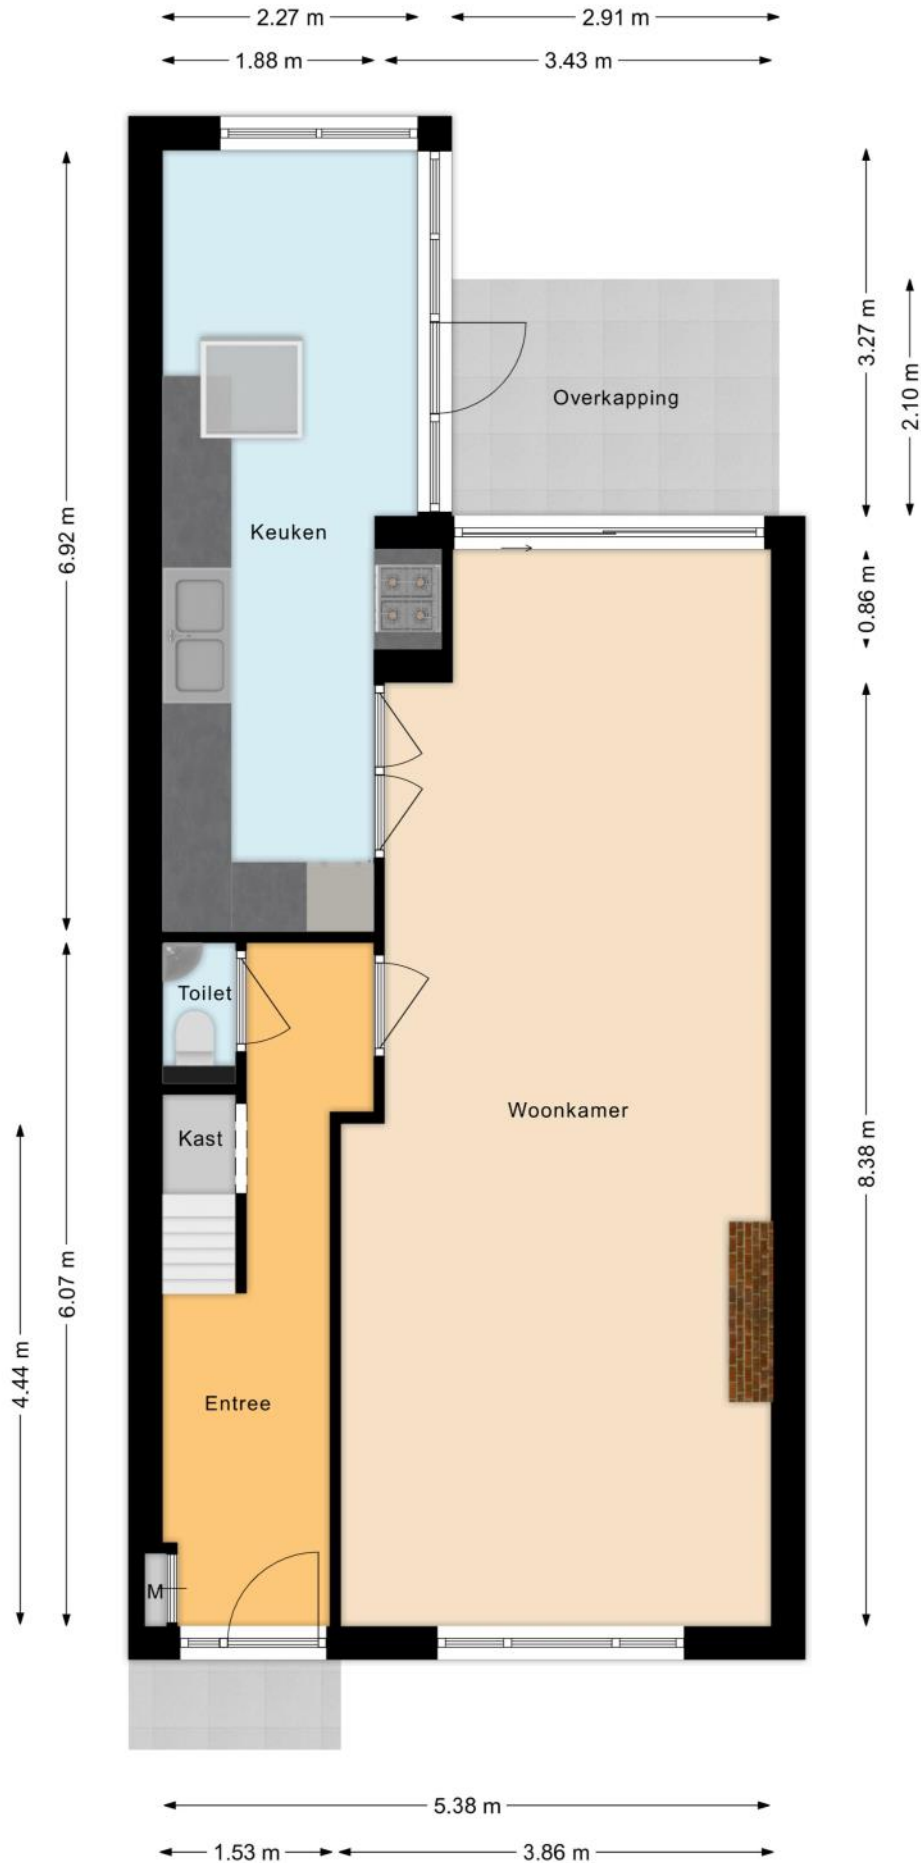 2.27 m
2.91 m
1.88 m
3.43 m
3.27 m
2.10 m
Overkapping
6.92 m
Keuken
0.86 m
Toilet
Woonkamer
Kast
8.38 m
6.07 m
4.44 m
Entree
M
5.38 m
1.53 m
3.86 m